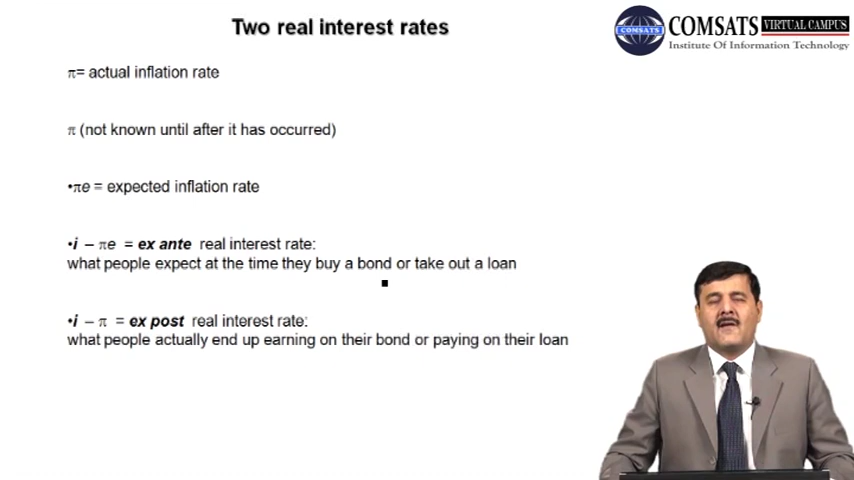 Two real interest rates
COMSATS
COMSATS VIRTUAL CAMPUS
Institute Of Information Technology
π= actual inflation rate
π (not known until after it has occurred)
•πe = expected inflation rate
•i – πe = ex ante real interest rate:
what people expect at the time they buy a bond or take out a loan
•i – π = ex post real interest rate:
what people actually end up earning on their bond or paying on their loan